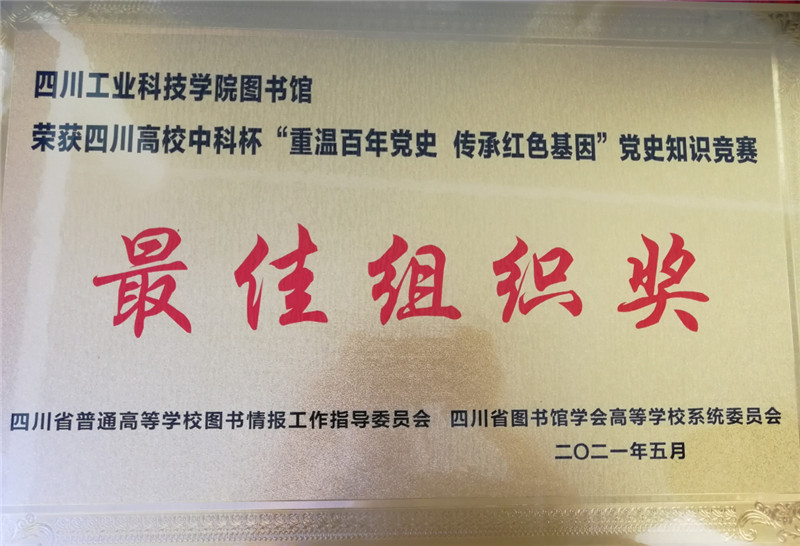 四川工业科技学院图书馆
荣获四川高校中科杯“重温百年党史 传承红色基因”党史知识竞赛
最佳组织奖
四川省普通高等学校图书情报工作指导委员会 四川省图书馆学会高等学校系统委员会
二〇二一年五月